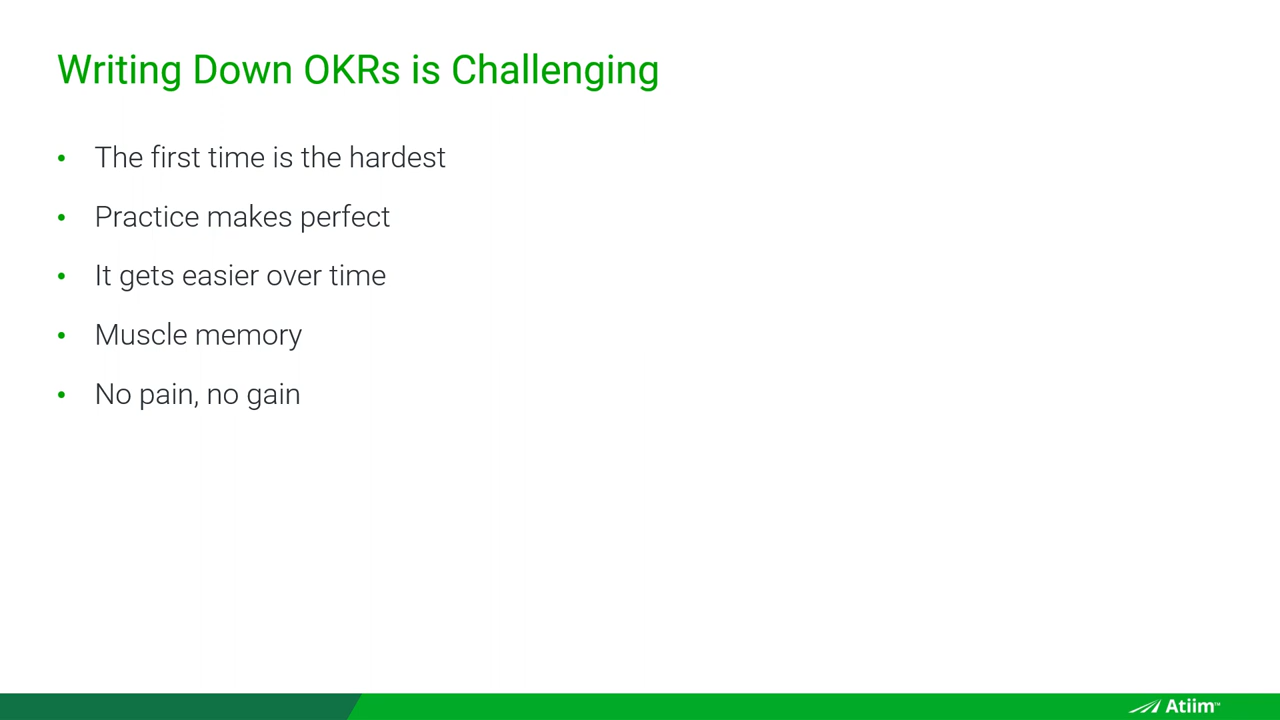 Writing Down OKRs is Challenging
• The first time is the hardest
• Practice makes perfect
• It gets easier over time
• Muscle memory
• No pain, no gain
Atiim™